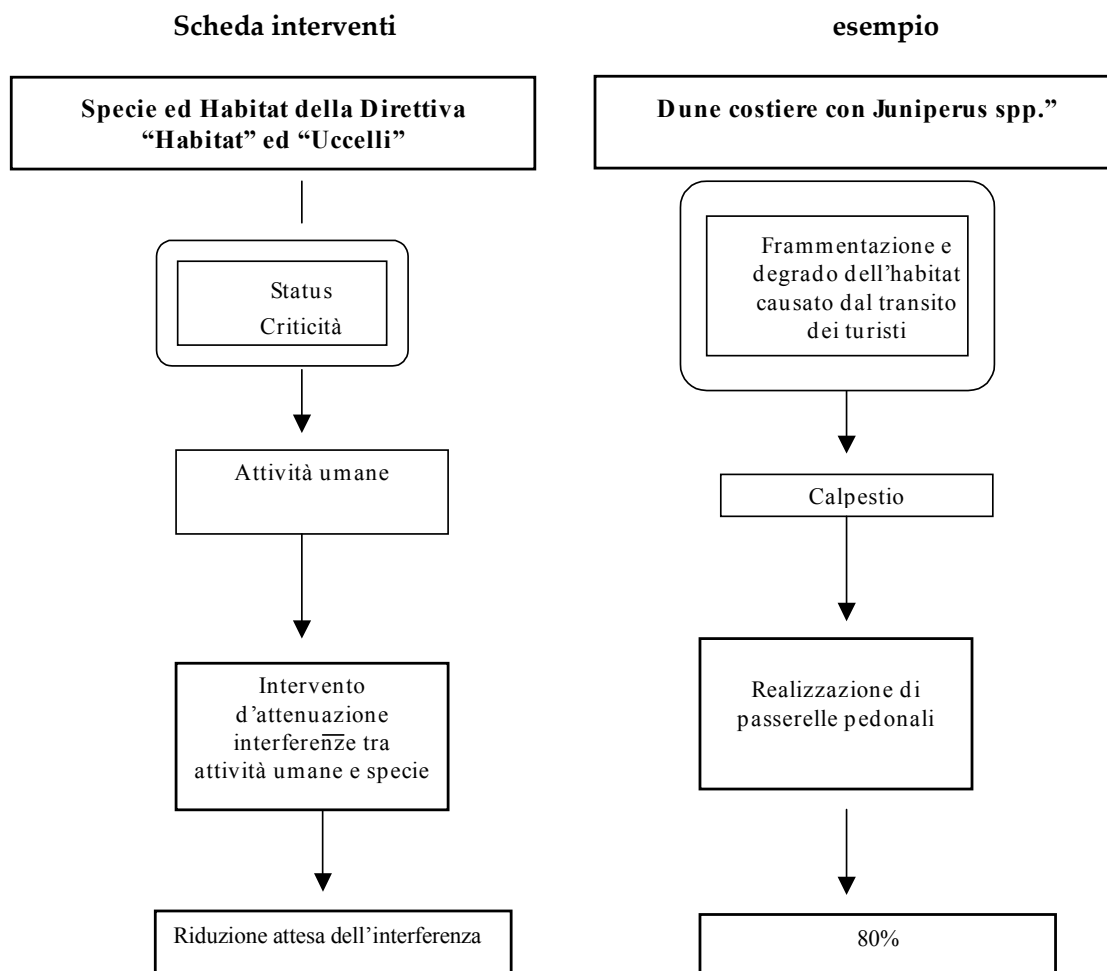 Scheda interventi
esempio
Specie ed Habitat della Direttiva
“Habitat” ed “Uccelli”
Dune costiere con Juniperus spp.”
Status
Criticità
Frammentazione e
degrado dell’habitat
causato dal transito
dei turisti
Attività umane
Calpestio
Intervento
d’attenuazione
interferenze tra
attività umane e specie
Realizzazione di
passerelle pedonali
Riduzione attesa dell’interferenza
80%